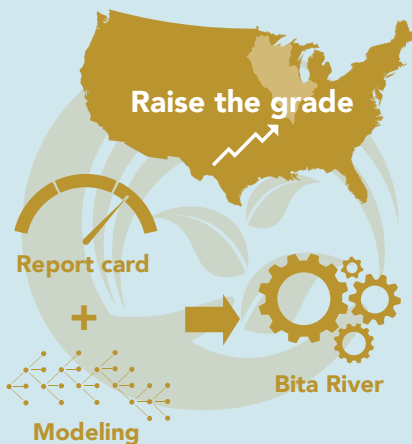 Raise the grade
Report card
+
Bita River
Modeling